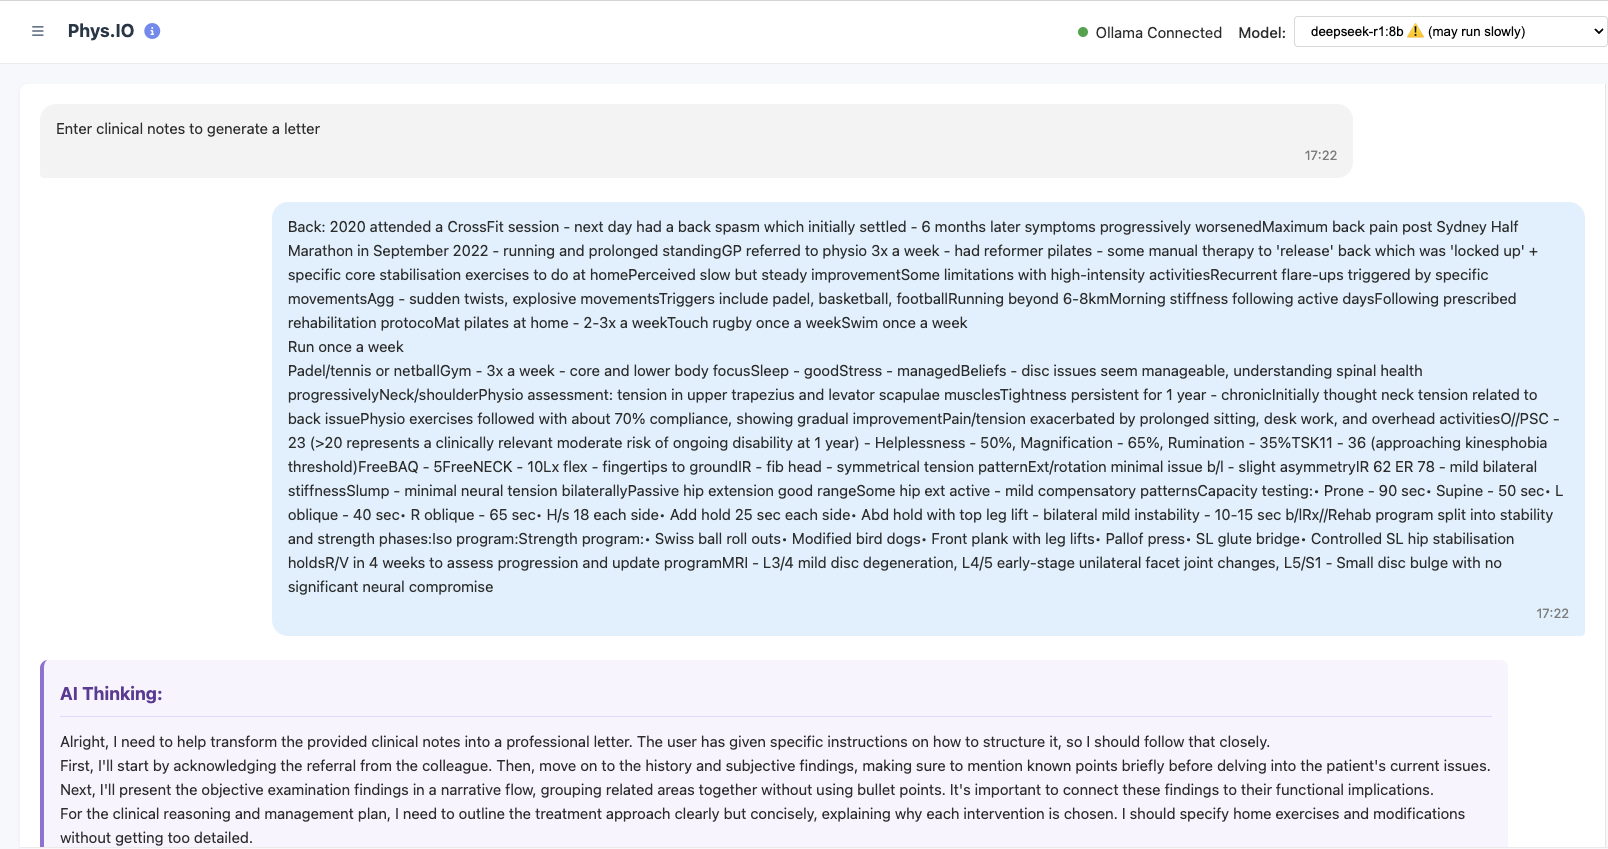 Phys.IO
Ollama Connected Model: deepseek-r1:8b ⚠️ (may run slowly)
Enter clinical notes to generate a letter
17:22
Back: 2020 attended a CrossFit session - next day had a back spasm which initially settled - 6 months later symptoms progressively worsenedMaximum back pain post Sydney Half
Marathon in September 2022 - running and prolonged standingGP referred to physio 3x a week - had reformer pilates - some manual therapy to 'release' back which was 'locked up' +
specific core stabilisation exercises to do at homePerceived slow but steady improvementSome limitations with high-intensity activitiesRecurrent flare-ups triggered by specific
movementsAgg - sudden twists, explosive movementsTriggers include padel, basketball, footballRunning beyond 6-8kmMorning stiffness following active daysFollowing prescribed
rehabilitation protocoMat pilates at home - 2-3x a weekTouch rugby once a weekSwim once a week
Run once a week
Padel/tennis or netballGym - 3x a week - core and lower body focusSleep - goodStress - managedBeliefs - disc issues seem manageable, understanding spinal health
progressivelyNeck/shoulderPhysio assessment: tension in upper trapezius and levator scapulae musclesTightness persistent for 1 year - chronicInitially thought neck tension related to
back issuePhysio exercises followed with about 70% compliance, showing gradual improvementPain/tension exacerbated by prolonged sitting, desk work, and overhead activitiesO//PSC -
23 (>20 represents a clinically relevant moderate risk of ongoing disability at 1 year) - Helplessness - 50%, Magnification - 65%, Rumination - 35%TSK11 - 36 (approaching kinesphobia
threshold)FreeBAQ - 5FreeNECK - 10Lx flex - fingertips to groundIR - fib head - symmetrical tension patternExt/rotation minimal issue b/l - slight asymmetryIR 62 ER 78 - mild bilateral
stiffnessSlump - minimal neural tension bilaterallyPassive hip extension good rangeSome hip ext active - mild compensatory patternsCapacity testing:• Prone - 90 sec• Supine - 50 sec• L
oblique - 40 sec• R oblique - 65 sec• H/s 18 each side• Add hold 25 sec each side• Abd hold with top leg lift - bilateral mild instability - 10-15 sec b/lRx//Rehab program split into stability
and strength phases:Iso program:Strength program:• Swiss ball roll outs• Modified bird dogs• Front plank with leg lifts• Pallof press• SL glute bridge• Controlled SL hip stabilisation
holdsR/V in 4 weeks to assess progression and update programMRI - L3/4 mild disc degeneration, L4/5 early-stage unilateral facet joint changes, L5/S1 - Small disc bulge with no
significant neural compromise
17:22
AI Thinking:
Alright, I need to help transform the provided clinical notes into a professional letter. The user has given specific instructions on how to structure it, so I should follow that closely.
First, I'll start by acknowledging the referral from the colleague. Then, move on to the history and subjective findings, making sure to mention known points briefly before delving into the patient's current issues.
Next, I'll present the objective examination findings in a narrative flow, grouping related areas together without using bullet points. It's important to connect these findings to their functional implications.
For the clinical reasoning and management plan, I need to outline the treatment approach clearly but concisely, explaining why each intervention is chosen. I should specify home exercises and modifications
without getting too detailed.